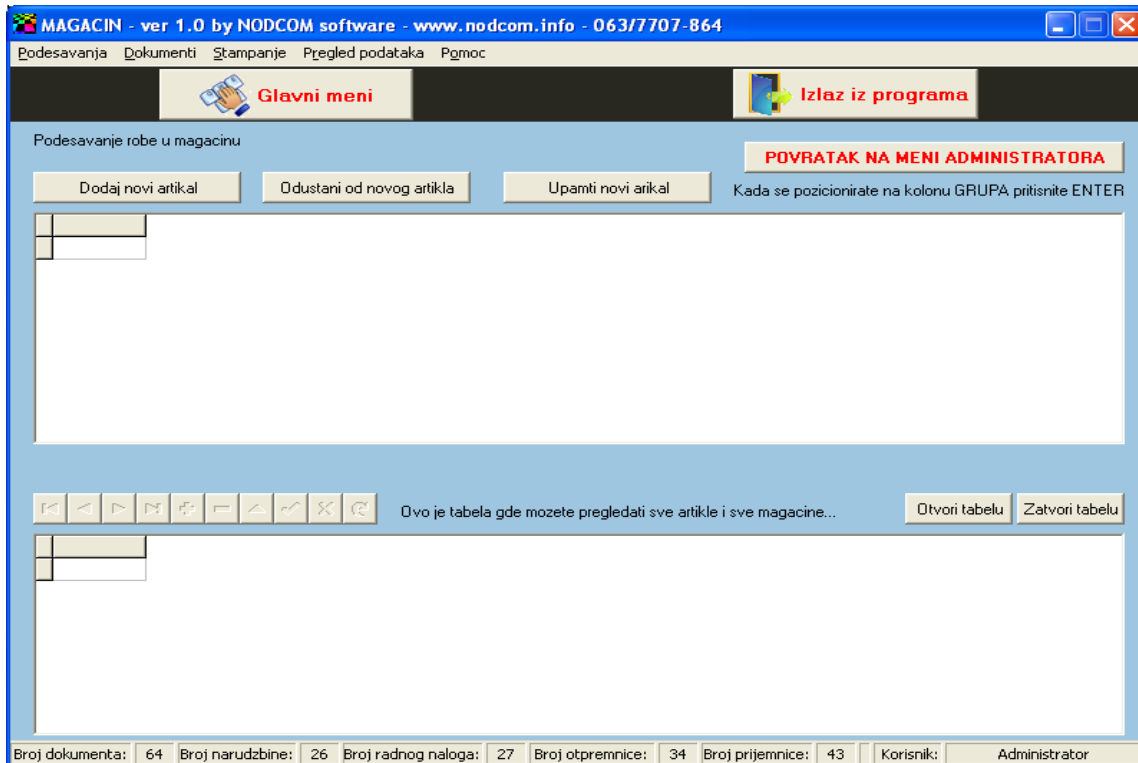 MAGACIN - ver 1.0 by NODCOM software - www.nodcom.info - 063/7707-864
Podesavanja Dokumenti Stampanje Pregled podataka Pomoc
Glavni meni Izlaz iz programa
Podesavanje robe u magacinu
POVRATAK NA MENI ADMINISTRATORA
Dodaj novi artikal Odustani od novog artikla Upamti novi arikal Kada se pozicionirate na kolonu GRUPA pritisnite ENTER
Ovo je tabela gde mozete pregledati sve artikle i sve magacine... Otvori tabelu Zatvori tabelu
Broj dokumenta: 64 Broj narudzbine: 26 Broj radnog naloga: 27 Broj otpremnice: 34 Broj prijemnice: 43 Korisnik: Administrator